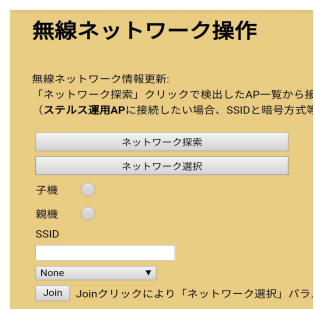 無線ネットワーク操作
無線ネットワーク情報更新:
「ネットワーク探索」クリックで検出したAP一覧から接
（ステルス運用APに接続したい場合、SSIDと暗号方式等
ネットワーク探索
ネットワーク選択
子機
親機
SSID
None
Join Joinクリックにより「ネットワーク選択」パラ